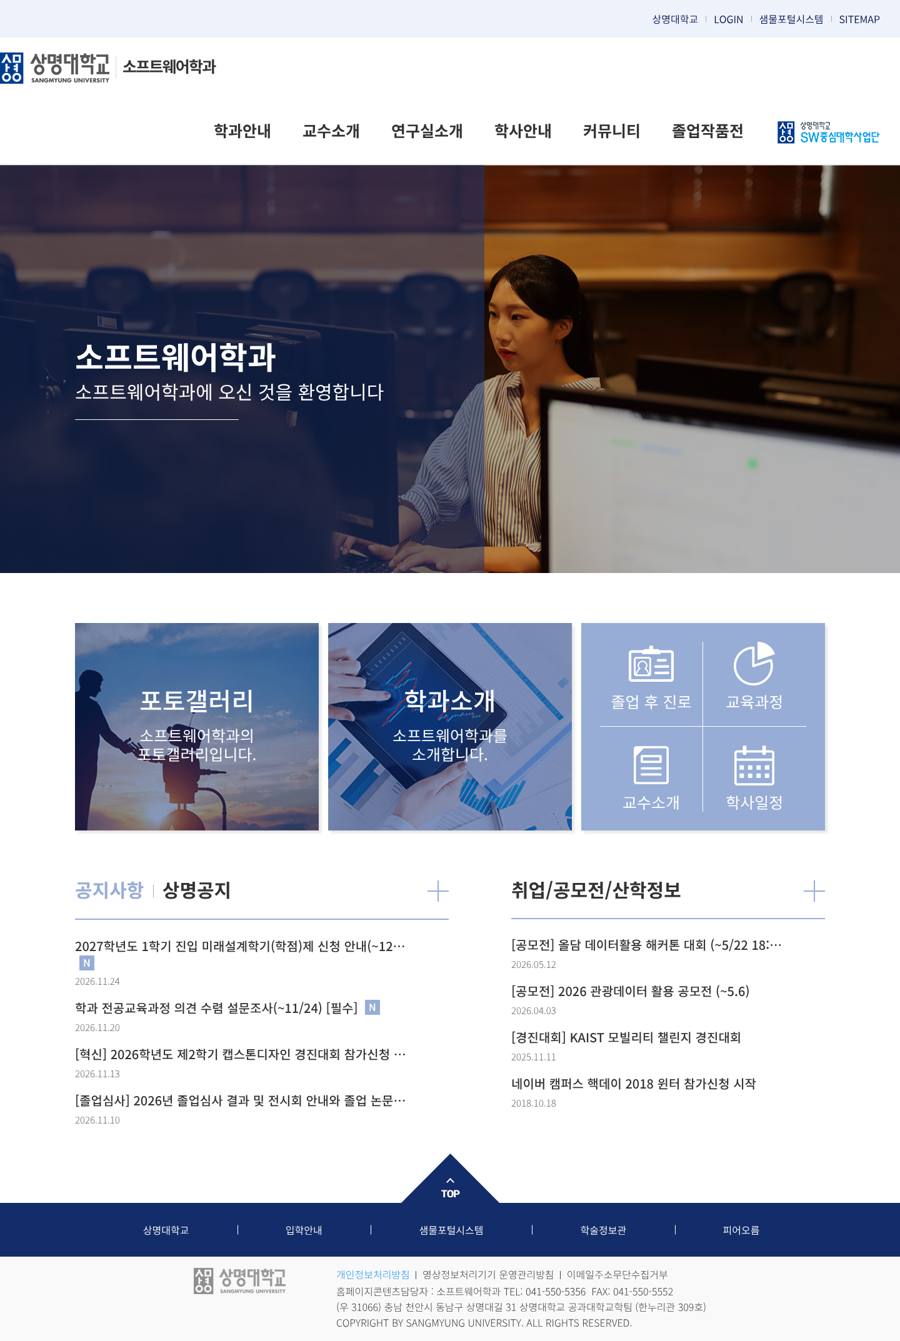 상명대학교
LOGIN
샘물포털시스템
SITEMAP
상명대학교
SANGMYUNG UNIVERSITY
소프트웨어학과
학과안내
교수소개
연구실소개
학사안내
커뮤니티
졸업작품전
상명대학교
SW중심대학사업단
소프트웨어학과
소프트웨어학과에 오신 것을 환영합니다
포토갤러리
소프트웨어학과의
포토갤러리입니다.
학과소개
소프트웨어학과를
소개합니다.
졸업 후 진로
교육과정
교수소개
학사일정
공지사항
상명공지
2027학년도 1학기 진입 미래설계학기(학점)제 신청 안내(~12…
N
2026.11.24
학과 전공교육과정 의견 수렴 설문조사(~11/24) [필수] N
2026.11.20
[혁신] 2026학년도 제2학기 캡스톤디자인 경진대회 참가신청 …
2026.11.13
[졸업심사] 2026년 졸업심사 결과 및 전시회 안내와 졸업 논문…
2026.11.10
취업/공모전/산학정보
[공모전] 올담 데이터활용 해커톤 대회 (~5/22 18:…
2026.05.12
[공모전] 2026 관광데이터 활용 공모전 (~5.6)
2026.04.03
[경진대회] KAIST 모빌리티 챌린지 경진대회
2025.11.11
네이버 캠퍼스 핵데이 2018 윈터 참가신청 시작
2018.10.18
TOP
상명대학교
입학안내
샘물포털시스템
학술정보관
피어오름
상명대학교
SANGMYUNG UNIVERSITY
개인정보처리방침 | 영상정보처리기기 운영관리방침 | 이메일주소무단수집거부
홈페이지콘텐츠담당자 : 소프트웨어학과 TEL: 041-550-5356 FAX: 041-550-5552
(우 31066) 충남 천안시 동남구 상명대길 31 상명대학교 공과대학교학팀 (한누리관 309호)
COPYRIGHT BY SANGMYUNG UNIVERSITY. ALL RIGHTS RESERVED.